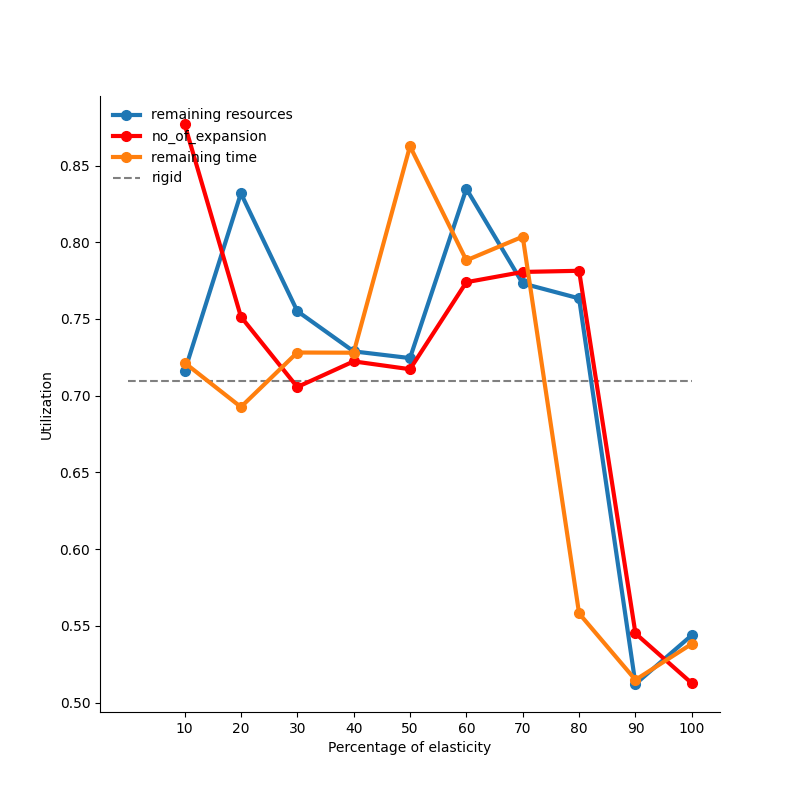 remaining resources
no_of_expansion
remaining time
rigid
0.85
0.80
0.75
0.70
0.65
0.60
0.55
0.50
Utilization
10 20 30 40 50 60 70 80 90 100
Percentage of elasticity